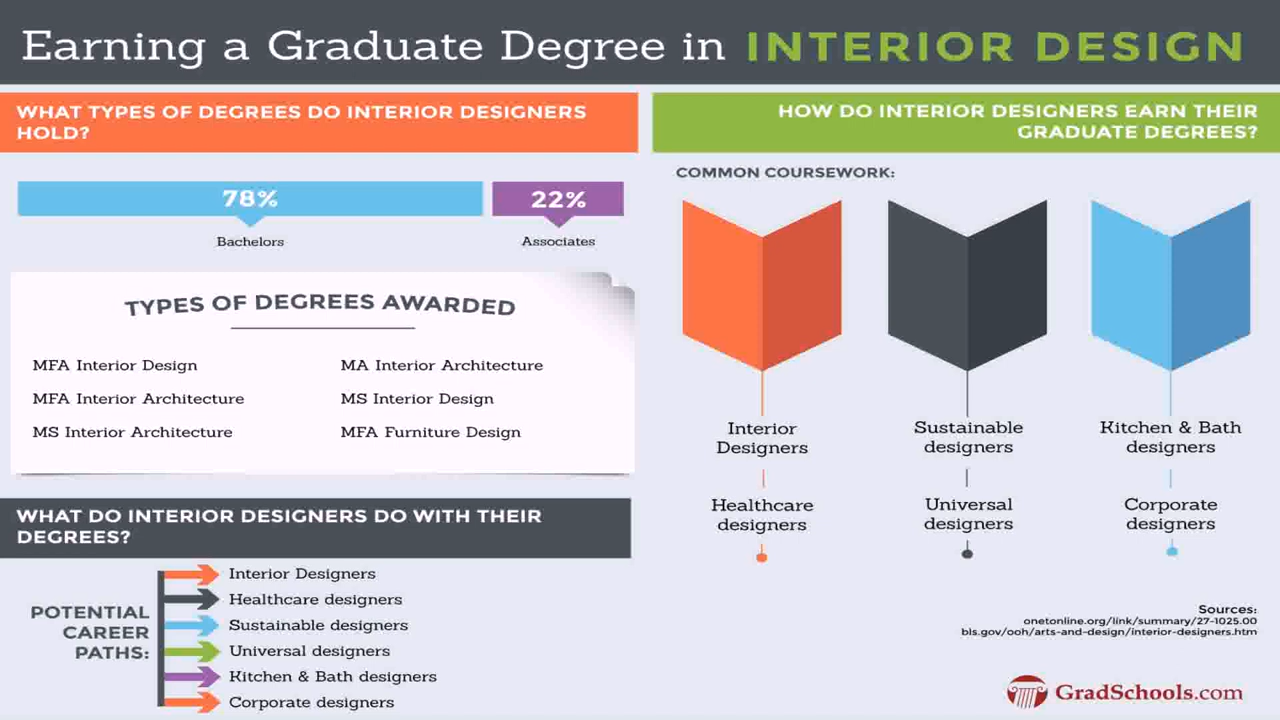 Earning a Graduate Degree in INTERIOR DESIGN
WHAT TYPES OF DEGREES DO INTERIOR DESIGNERS
HOLD?
78%
22%
Bachelors
Associates
TYPES OF DEGREES AWARDED
MFA Interior Design
MFA Interior Architecture
MS Interior Architecture
MA Interior Architecture
MS Interior Design
MFA Furniture Design
WHAT DO INTERIOR DESIGNERS DO WITH THEIR
DEGREES?
POTENTIAL
CAREER
PATHS:
Interior Designers
Healthcare designers
Sustainable designers
Universal designers
Kitchen & Bath designers
Corporate designers
HOW DO INTERIOR DESIGNERS EARN THEIR
GRADUATE DEGREES?
COMMON COURSEWORK:
Interior
Designers
Healthcare
designers
Sustainable
designers
Universal
designers
Kitchen & Bath
designers
Corporate
designers
Sources:
onetonline.org/link/summary/27-1025.00
bls.gov/ooh/arts-and-design/interior-designers.htm
GradSchools.com